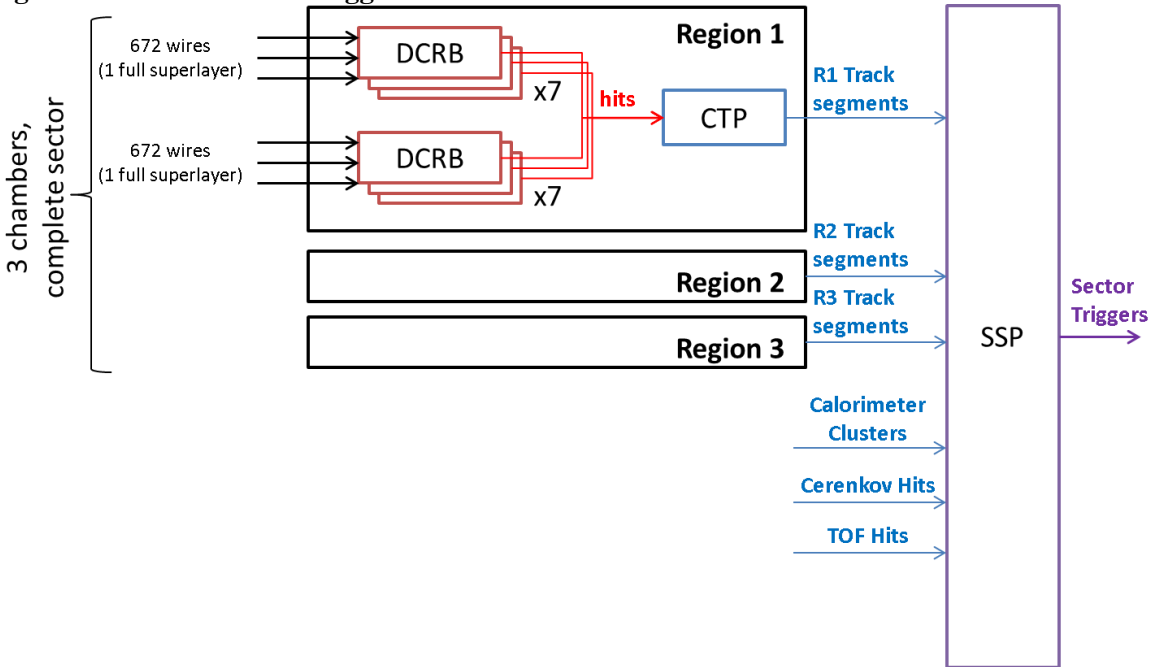 672 wires
(1 full superlayer)
DCRB
x7
672 wires
(1 full superlayer)
DCRB
x7
hits
CTP
Region 1
R1 Track
segments
3 chambers,
complete sector
Region 2
R2 Track
segments
Region 3
R3 Track
segments
Calorimeter
Clusters
Cerenkov Hits
TOF Hits
SSP
Sector
Triggers